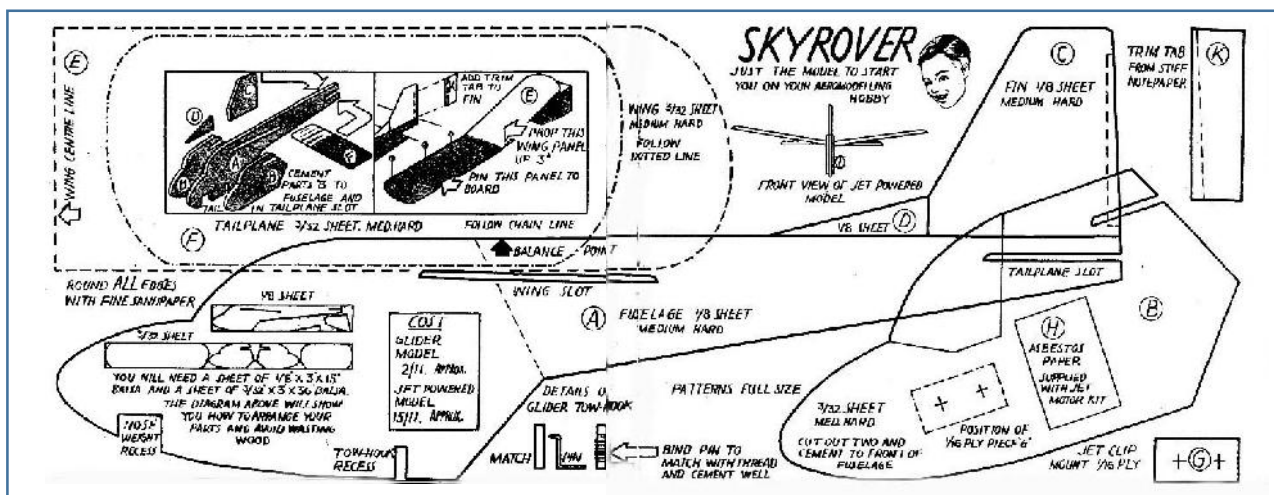 E
WING CENTRE LINE
C
D
A
B
B
F
TAIL IN TAILPLANE SLOT
CEMENT
PARTS 'B' TO
FUSELAGE AND
ADD TRIM
TAB TO
FIN
K
E
PROP THIS
WING PANEL
UP 3"
PIN THIS PANEL TO
BOARD
TAILPLANE 3/32 SHEET. MED.HARD
FOLLOW CHAIN LINE
F
WING 3/32 SHEET
MEDIUM HARD
FOLLOW
DOTTED LINE
SKYROVER
JUST THE MODEL TO START
YOU ON YOUR AEROMODELLING
HOBBY
FRONT VIEW OF JET POWERED
MODEL
C
FIN 1/8 SHEET
MEDIUM HARD
TRIM TAB
FROM STIFF
NOTEPAPER
K
1/8 SHEET
D
BALANCE POINT
WING SLOT
TAILPLANE SLOT
ROUND ALL EDGES
WITH FINE SANDPAPER
1/8 SHEET
3/32 SHEET
YOU WILL NEED A SHEET OF 1/8"X 3"X 15"
BALSA AND A SHEET OF 3/32"X 3"X 36 BALSA.
THE DIAGRAM ABOVE WILL SHOW
YOU HOW TO ARRANGE YOUR
PARTS AND AVOID WASTING
WOOD
NOSE
WEIGHT
RECESS
COST
GLIDER
MODEL
2/11. APPROX.
JET POWERED
MODEL
15/11. APPROX.
A
FUSELAGE 1/8 SHEET
MEDIUM HARD
TOW-HOOK
RECESS
DETAILS OF
GLIDER TOW-HOOK
MATCH
PIN
BIND PIN TO
MATCH WITH THREAD
AND CEMENT WELL
PATTERNS FULL SIZE
B
H
ASBESTOS
PAPER
SUPPLIED
WITH JET
MOTOR KIT
3/32 SHEET
MED.HARD
CUT OUT TWO AND
CEMENT TO FRONT OF
FUSELAGE
POSITION OF
1/16 PLY PIECE 'G'
JET CLIP
MOUNT 1/16 PLY
+G+